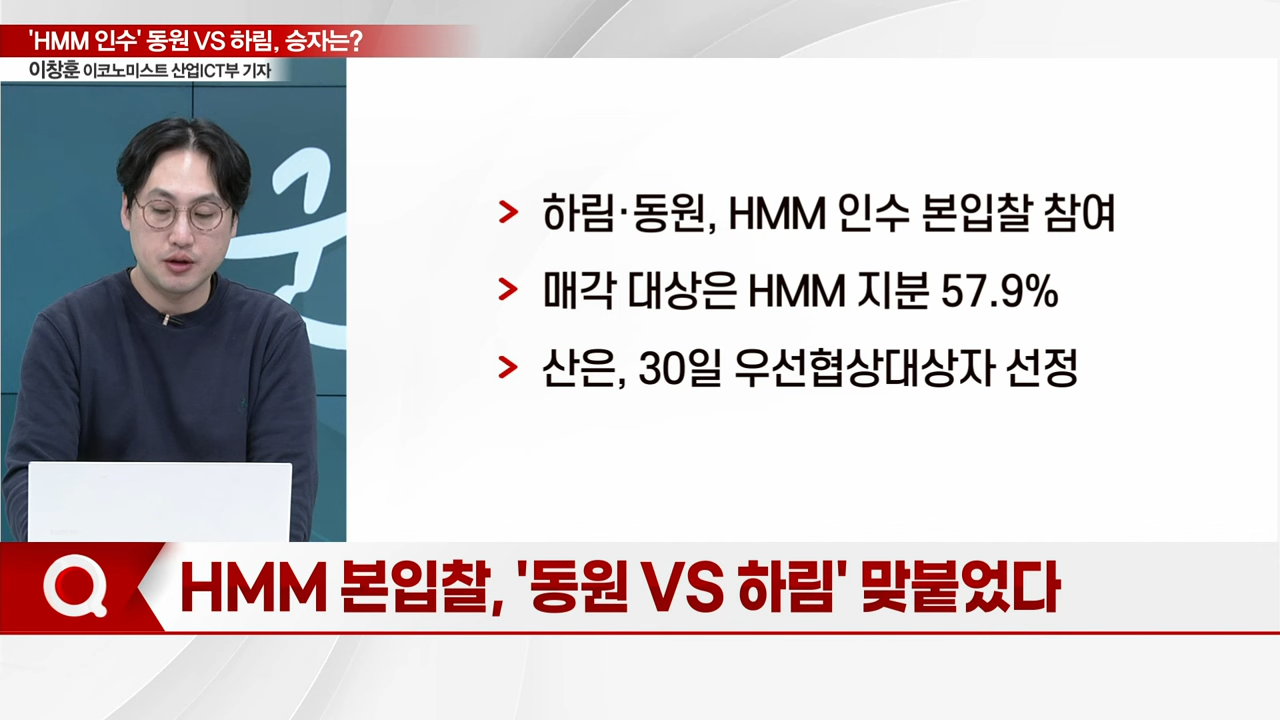 'HMM 인수' 동원 VS 하림, 승자는?
이창훈 이코노미스트 산업ICT부 기자
> 하림·동원, HMM 인수 본입찰 참여
> 매각 대상은 HMM 지분 57.9%
> 산은, 30일 우선협상대상자 선정
Q HMM 본입찰, '동원 VS 하림' 맞붙었다